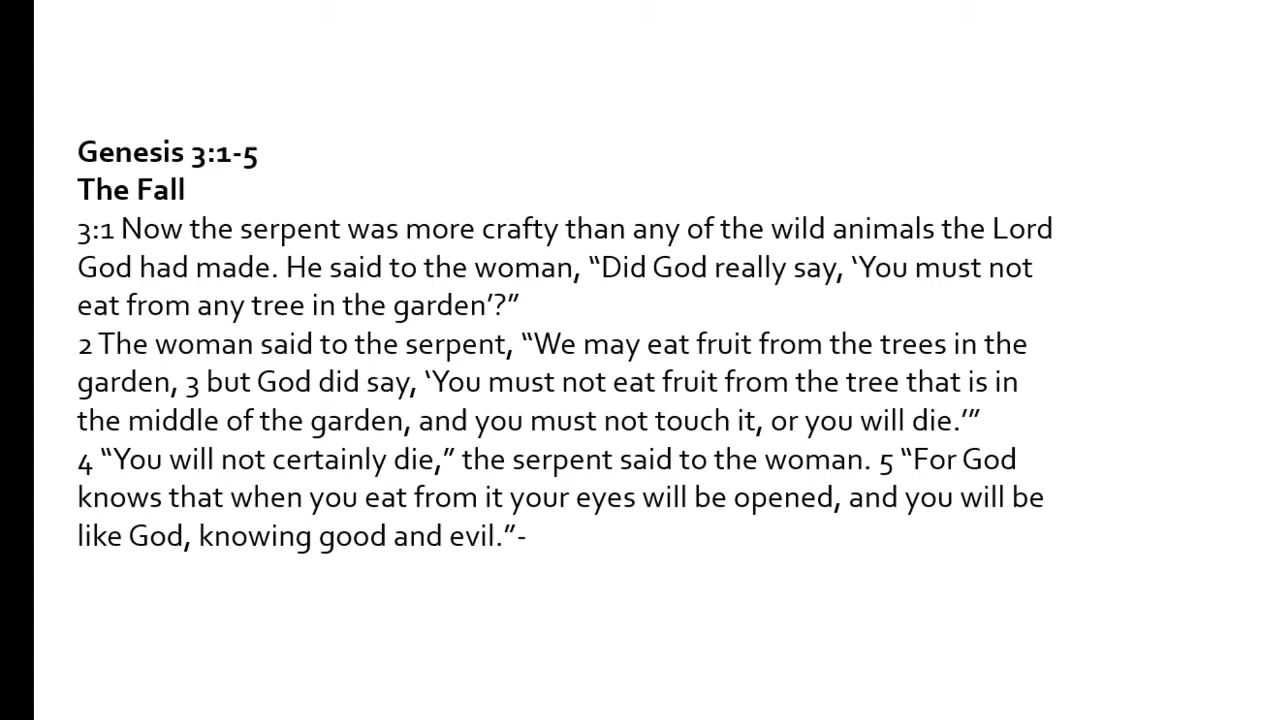 Genesis 3:1-5
The Fall
3:1 Now the serpent was more crafty than any of the wild animals the Lord
God had made. He said to the woman, “Did God really say, ‘You must not
eat from any tree in the garden’?”
2 The woman said to the serpent, “We may eat fruit from the trees in the
garden, 3 but God did say, ‘You must not eat fruit from the tree that is in
the middle of the garden, and you must not touch it, or you will die.’”
4 “You will not certainly die,” the serpent said to the woman. 5 “For God
knows that when you eat from it your eyes will be opened, and you will be
like God, knowing good and evil.”-